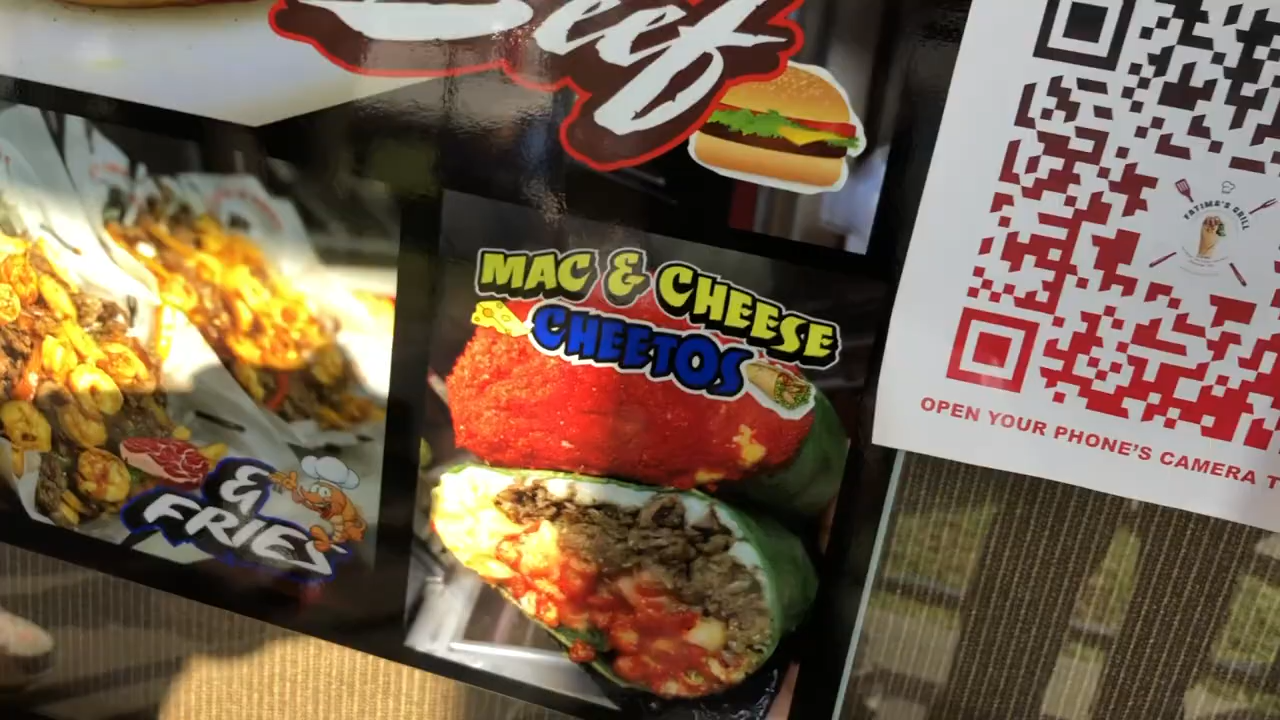 Beef
MAC & CHEESE
CHEETOS
&
FRIES
FATIMA'S GRILL
OPEN YOUR PHONE'S CAMERA